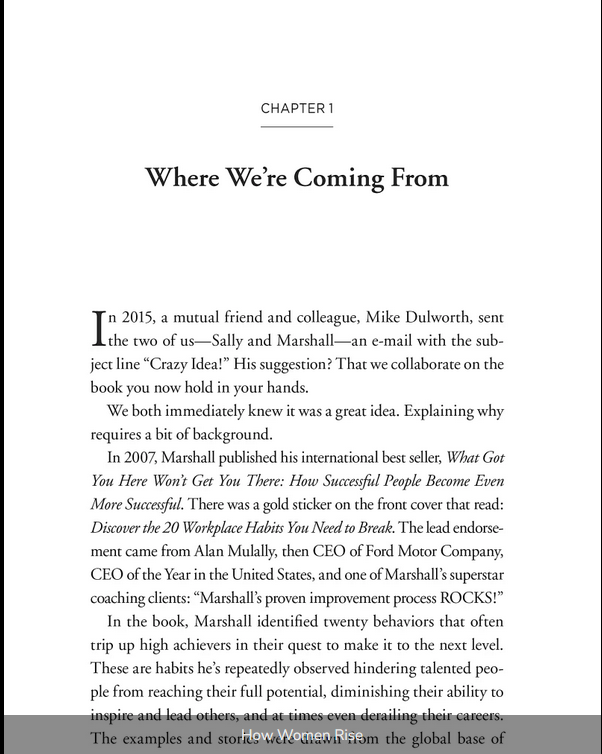 CHAPTER 1
Where We're Coming From
In 2015, a mutual friend and colleague, Mike Dulworth, sent
the two of us—Sally and Marshall—an e-mail with the sub-
ject line “Crazy Idea!” His suggestion? That we collaborate on the
book you now hold in your hands.
We both immediately knew it was a great idea. Explaining why
requires a bit of background.
In 2007, Marshall published his international best seller, What Got
You Here Won't Get You There: How Successful People Become Even
More Successful. There was a gold sticker on the front cover that read:
Discover the 20 Workplace Habits You Need to Break. The lead endorse-
ment came from Alan Mulally, then CEO of Ford Motor Company,
CEO of the Year in the United States, and one of Marshall's superstar
coaching clients: “Marshall's proven improvement process ROCKS!”
In the book, Marshall identified twenty behaviors that often
trip up high achievers in their quest to make it to the next level.
These are habits he's repeatedly observed hindering talented peo-
ple from reaching their full potential, diminishing their ability to
inspire and lead others, and at times even derailing their careers.
The examples and stories were drawn from the global base of
How Women Rise